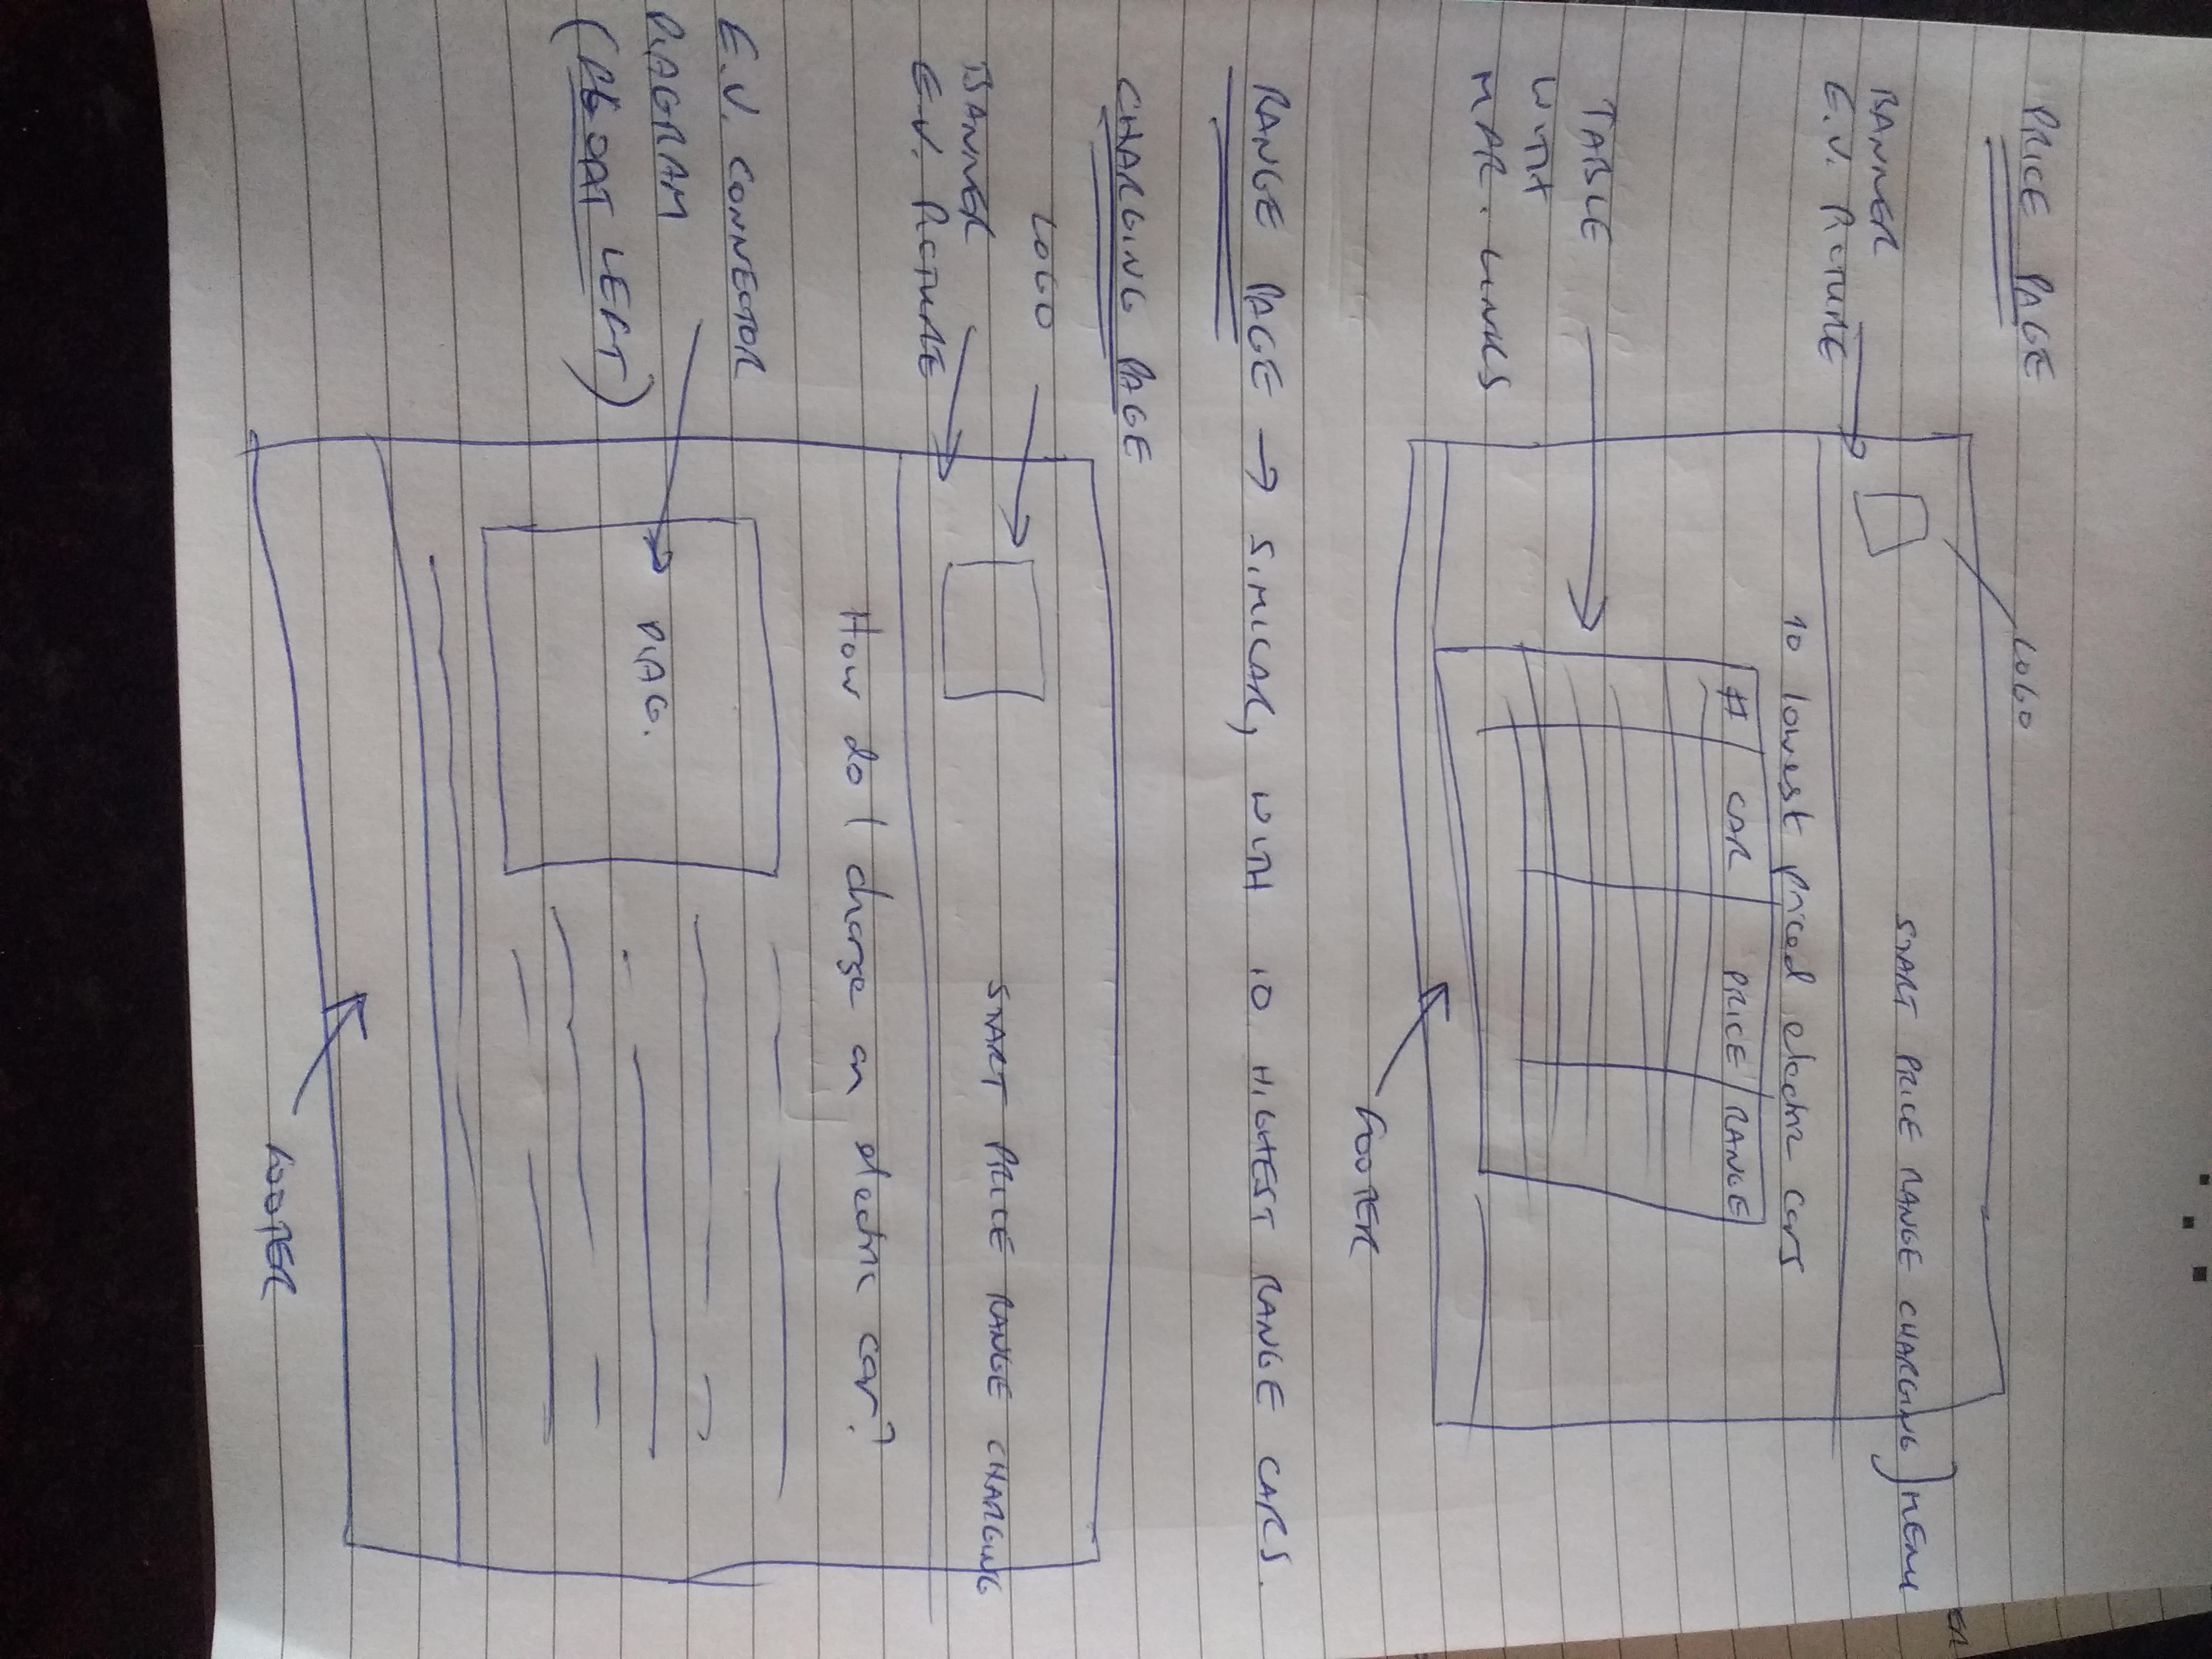 PRICE PAGE
LOGO
BANNER
E.V. PICTURE
START PRICE RANGE CHARGING ) MENU
10 lowest priced electric cars
# CAR PRICE RANGE
TABLE
WITH
MAR. LINKS
FOOTER
RANGE PAGE → SIMILAR, WITH 10 HIGHEST RANGE CARS.
CHARGING PAGE
LOGO
BANNER
E.V. PICTURE
START PRICE RANGE CHARGING
How do I charge an electric car?
E.V. CONNECTOR
DIAGRAM
(FLOAT LEFT)
DIAG.
FOOTER